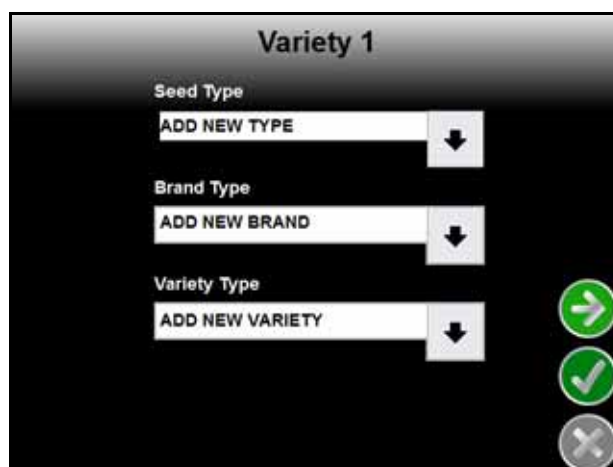 Variety 1
Seed Type
ADD NEW TYPE
Brand Type
ADD NEW BRAND
Variety Type
ADD NEW VARIETY